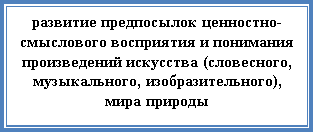 развитие предпосылок ценностно-
смыслового восприятия и понимания
произведений искусства (словесного,
музыкального, изобразительного),
мира природы